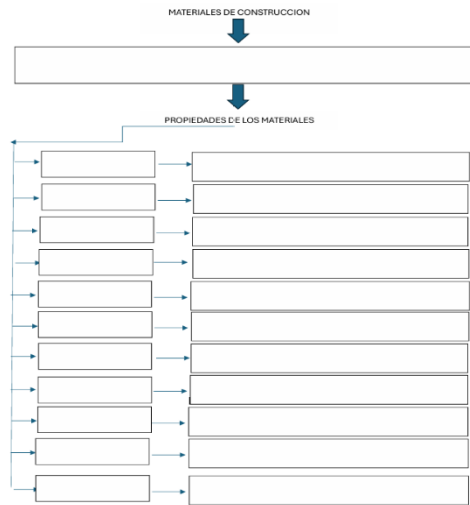 MATERIALES DE CONSTRUCCION
PROPIEDADES DE LOS MATERIALES